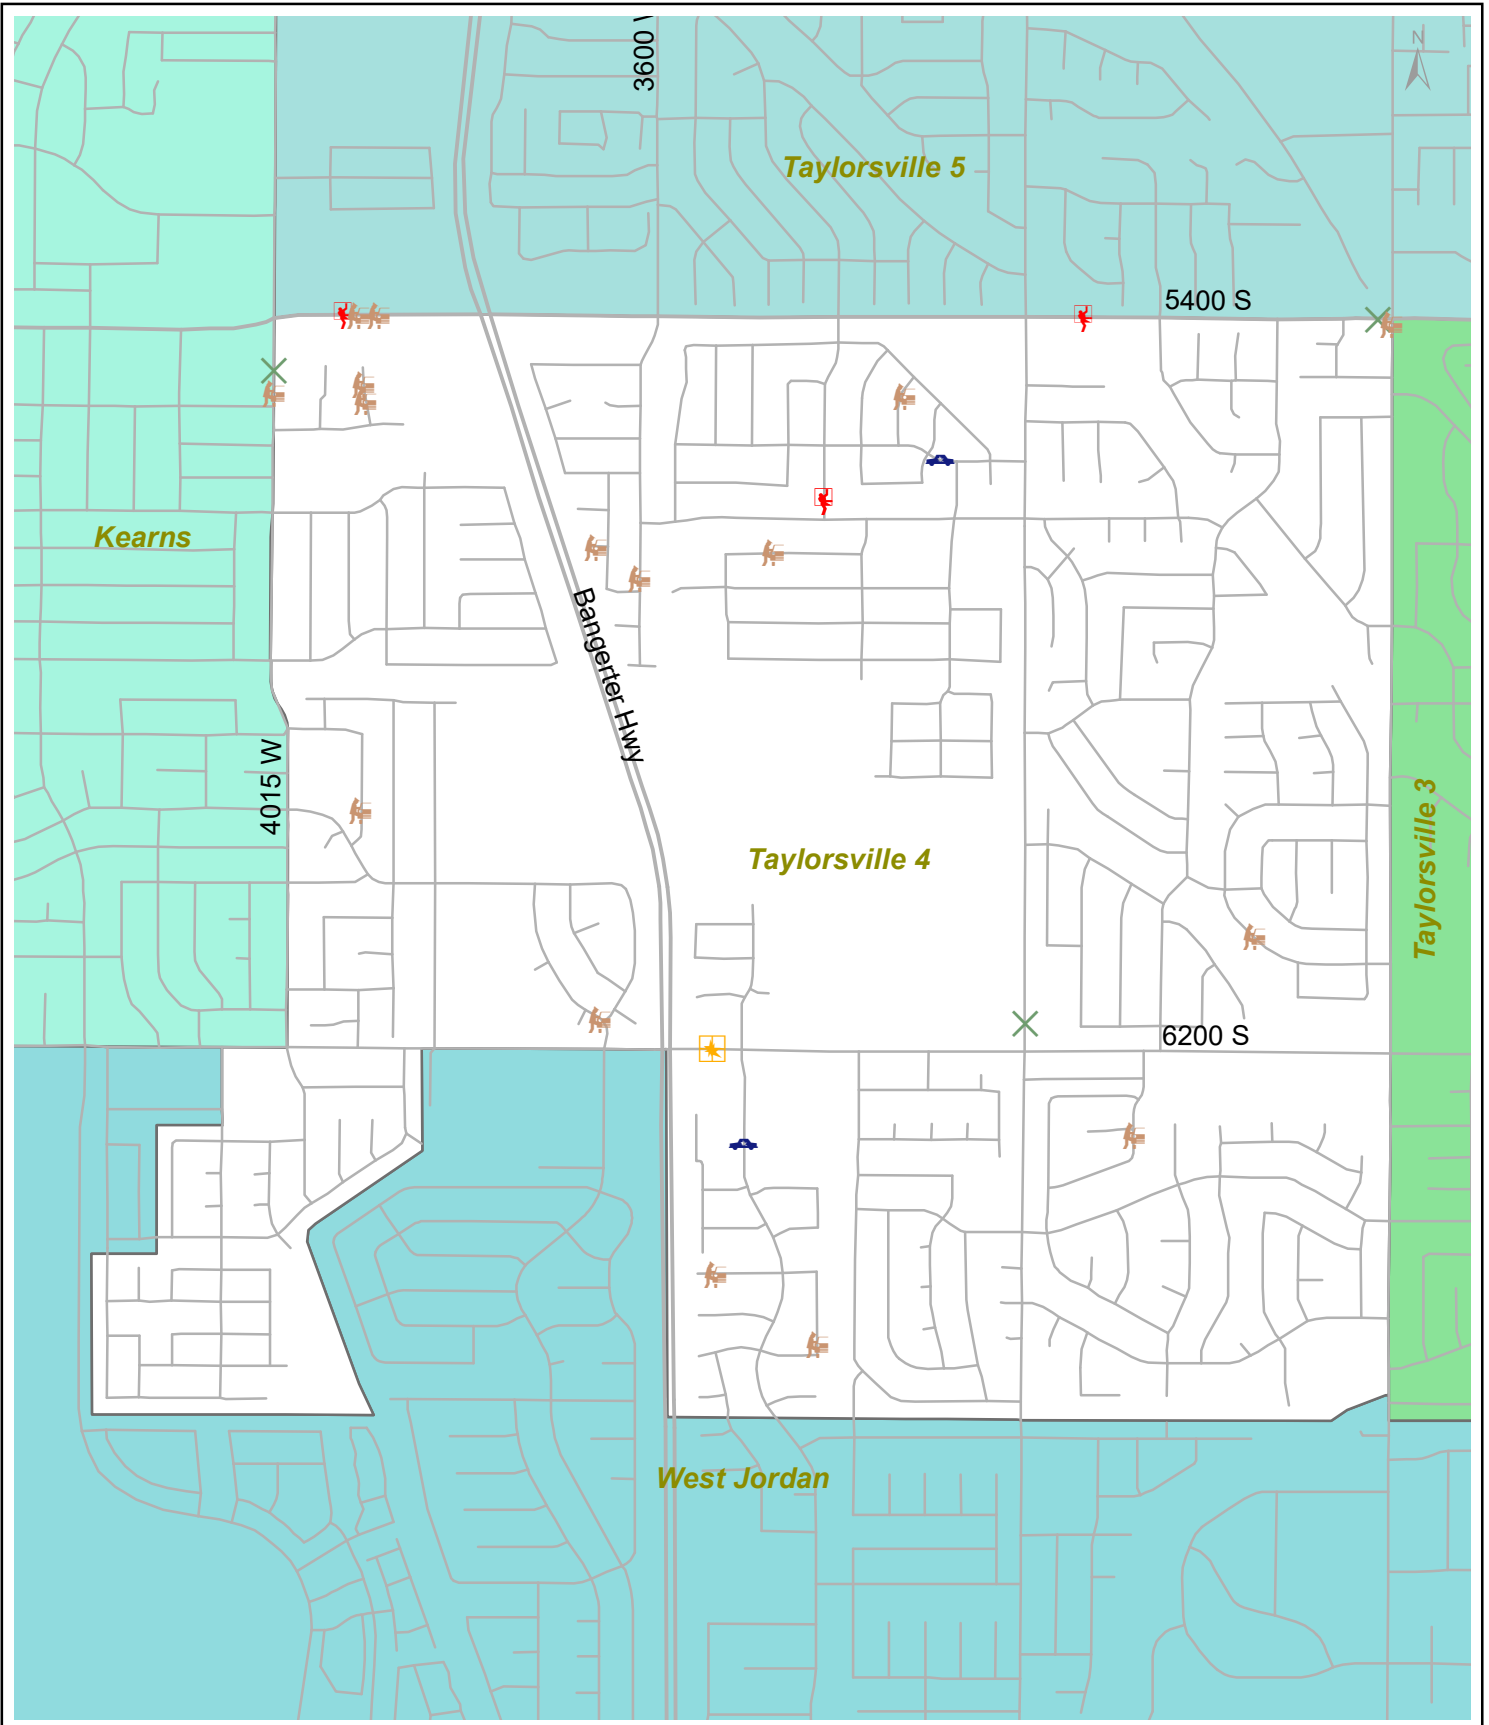 3600 W
N
Taylorsville 5
5400 S
Kearns
Bangerter Hwy
4015 W
Taylorsville 4
Taylorsville 3
6200 S
West Jordan